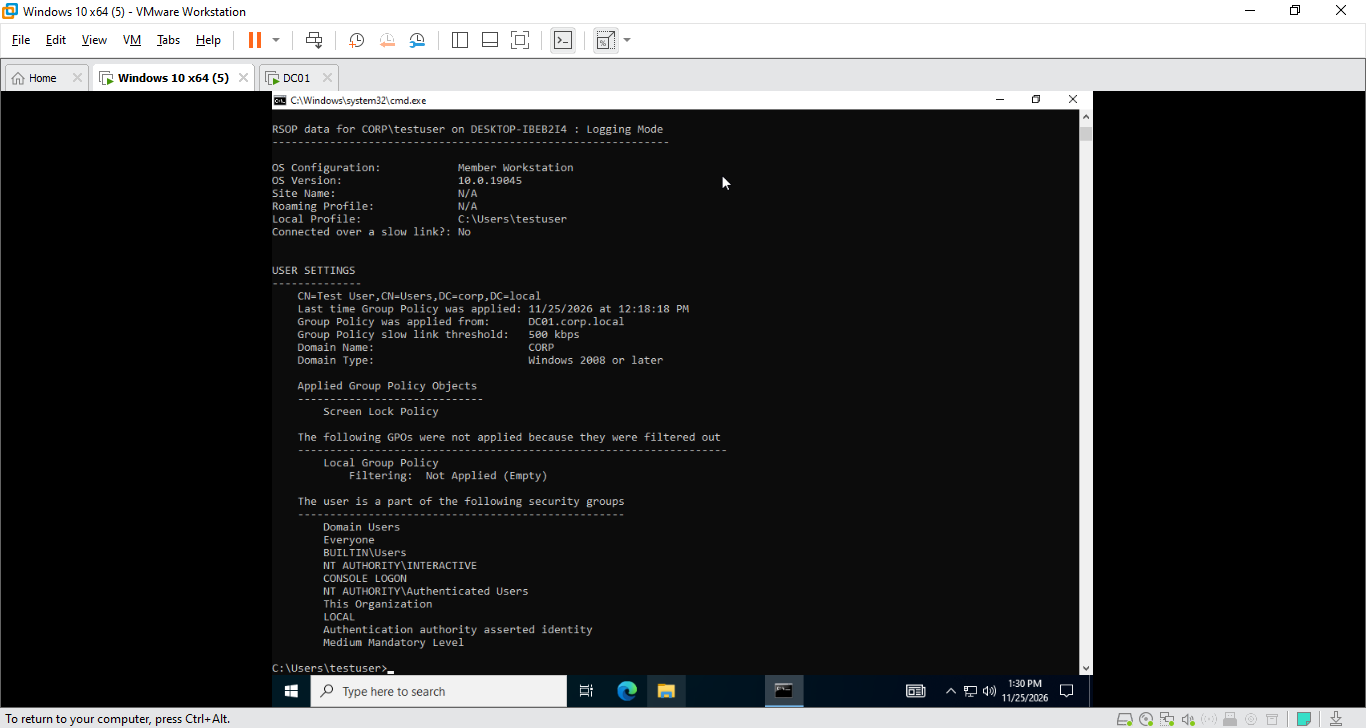 Windows 10 x64 (5) - VMware Workstation
File Edit View VM Tabs Help
Home Windows 10 x64 (5) DC01
C:\Windows\system32\cmd.exe
RSOP data for CORP\testuser on DESKTOP-IBEB2I4 : Logging Mode
--------------------------------------------------------------
OS Configuration: Member Workstation
OS Version: 10.0.19045
Site Name: N/A
Roaming Profile: N/A
Local Profile: C:\Users\testuser
Connected over a slow link?: No
USER SETTINGS
--------------
CN=Test User,CN=Users,DC=corp,DC=local
Last time Group Policy was applied: 11/25/2026 at 12:18:18 PM
Group Policy was applied from: DC01.corp.local
Group Policy slow link threshold: 500 kbps
Domain Name: CORP
Domain Type: Windows 2008 or later
Applied Group Policy Objects
-----------------------------
Screen Lock Policy
The following GPOs were not applied because they were filtered out
-------------------------------------------------------------------
Local Group Policy
Filtering: Not Applied (Empty)
The user is a part of the following security groups
---------------------------------------------------
Domain Users
Everyone
BUILTIN\Users
NT AUTHORITY\INTERACTIVE
CONSOLE LOGON
NT AUTHORITY\Authenticated Users
This Organization
LOCAL
Authentication authority asserted identity
Medium Mandatory Level
C:\Users\testuser>_
Type here to search
1:30 PM
11/25/2026
To return to your computer, press Ctrl+Alt.